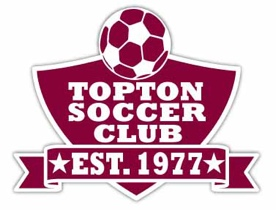 TOPTON
SOCCER
CLUB
★EST. 1977★